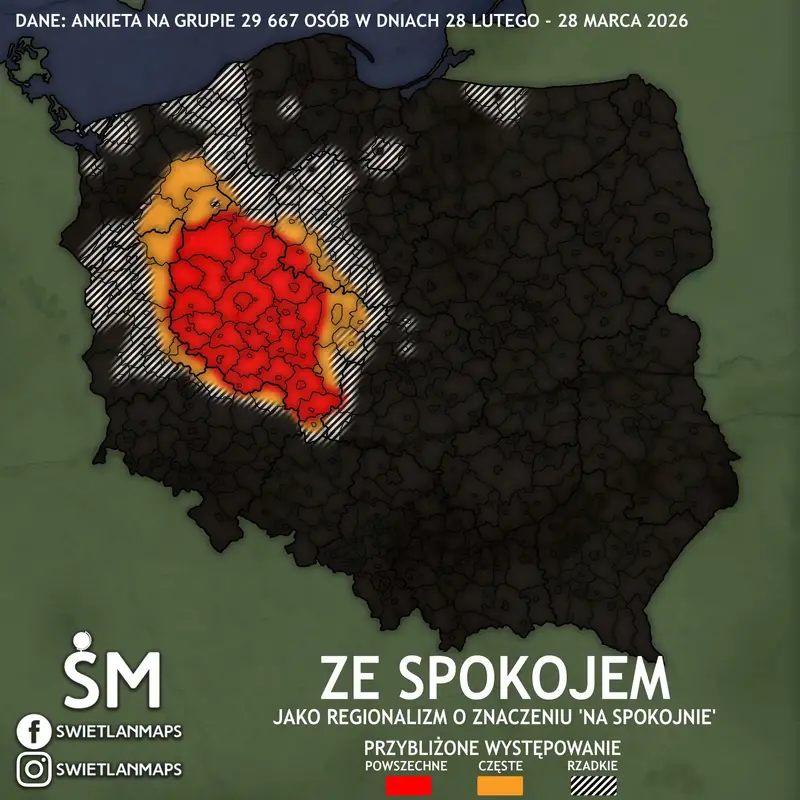 DANE: ANKIETA NA GRUPIE 29 667 OSÓB W DNIACH 28 LUTEGO - 28 MARCA 2026
ŚM
SWIETLANMAPS
SWIETLANMAPS
ZE SPOKOJEM
JAKO REGIONALIZM O ZNACZENIU 'NA SPOKOJNIE'
PRZYBLIŻONE WYSTĘPOWANIE
POWSZECHNE CZĘSTE RZADKIE